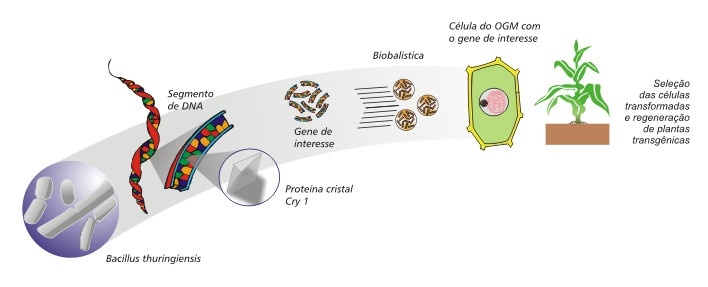 Célula do OGM com
o gene de interesse
Biobalística
Segmento
de DNA
Gene de
interesse
Seleção
das células
transformadas
e regeneração
de plantas
transgênicas
Proteína cristal
Cry 1
Bacillus thuringiensis